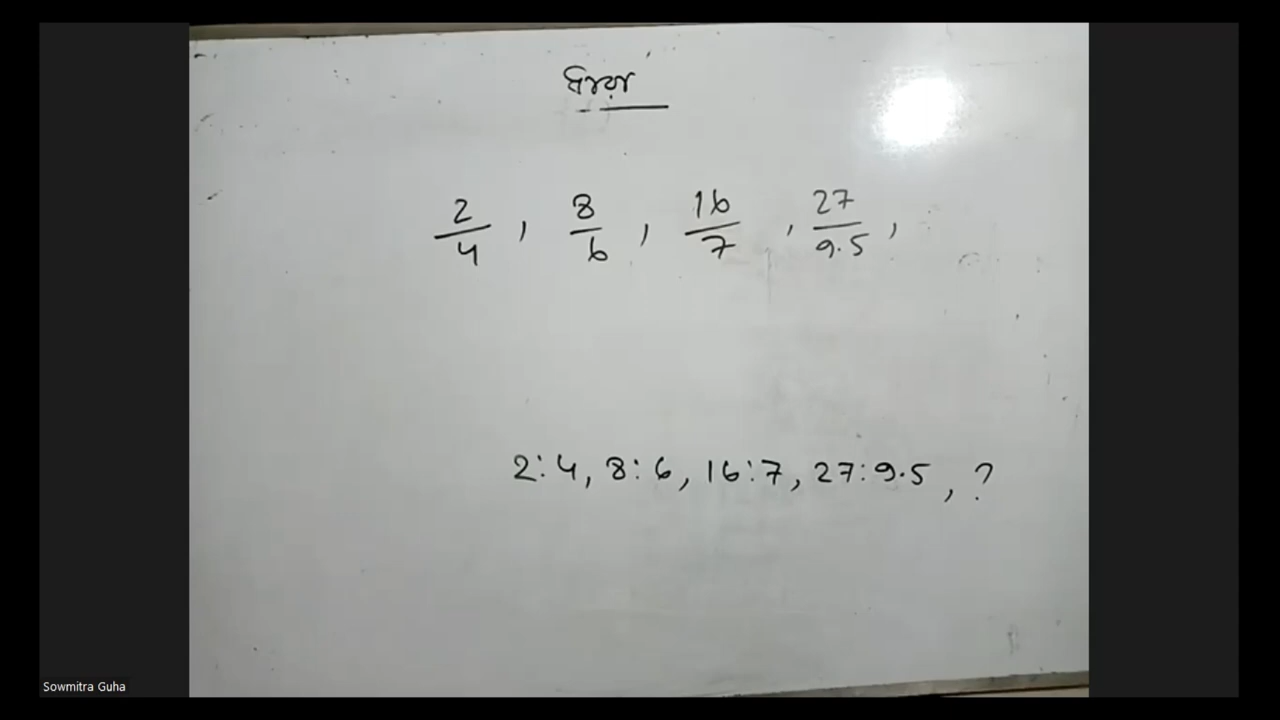 2/4 , 8/6 , 16/7 , 27/9.5 ,
2:4, 8:6, 16:7, 27:9.5, ?
Sowmitra Guha